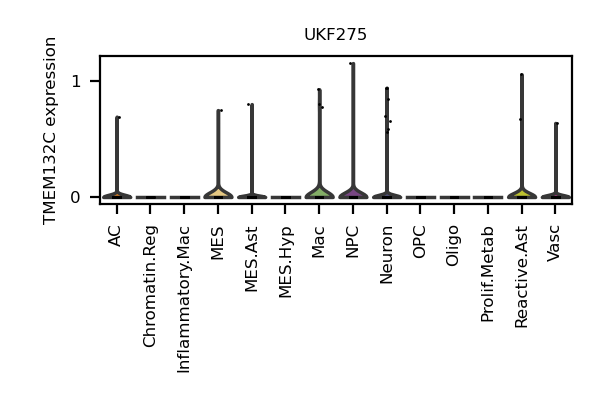 UKF275
TMEM132C expression
1
0
AC
Chromatin.Reg
Inflammatory.Mac
MES
MES.Ast
MES.Hyp
Mac
NPC
Neuron
OPC
Oligo
Prolif.Metab
Reactive.Ast
Vasc